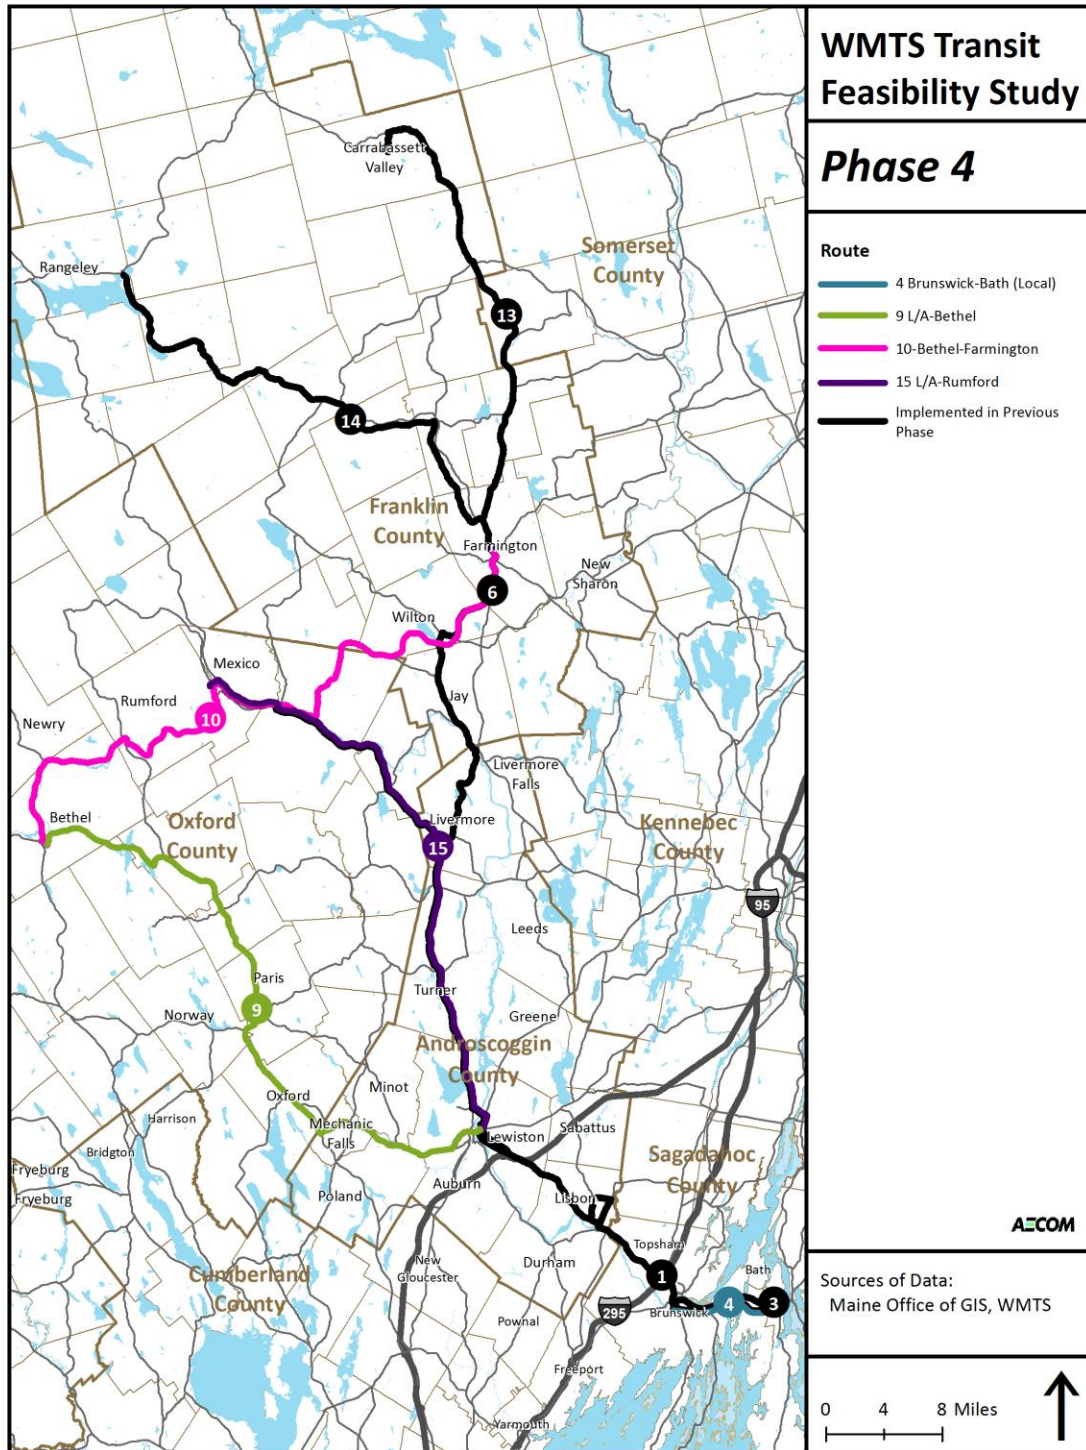 WMTS Transit
Feasibility Study
Phase 4
Route
4 Brunswick-Bath (Local)
9 L/A-Bethel
10-Bethel-Farmington
15 L/A-Rumford
Implemented in Previous
Phase
Carrabassett
Valley
Somerset
County
Rangeley
13
14
Franklin
County
Farmington
New
Sharon
6
Wilton
Mexico
Jay
Rumford
Newry
10
Livermore
Falls
Bethel
Oxford
County
Livermore
Kennebec
County
15
95
Leeds
Paris
Turner
9
Norway
Greene
Androscoggin
County
Minot
Oxford
Harrison
Mechanic
Falls
Lewiston
Sabattus
Bridgton
Sagadahoc
County
Fryeburg
Fryeburg
Poland
Auburn
Lisbon
7
Topsham
New
Gloucester
Durham
Bath
1
Cumberland
County
4
3
295
Brunswick
Pownal
Freeport
Yarmouth
AECOM
Sources of Data:
Maine Office of GIS, WMTS
0 4 8 Miles